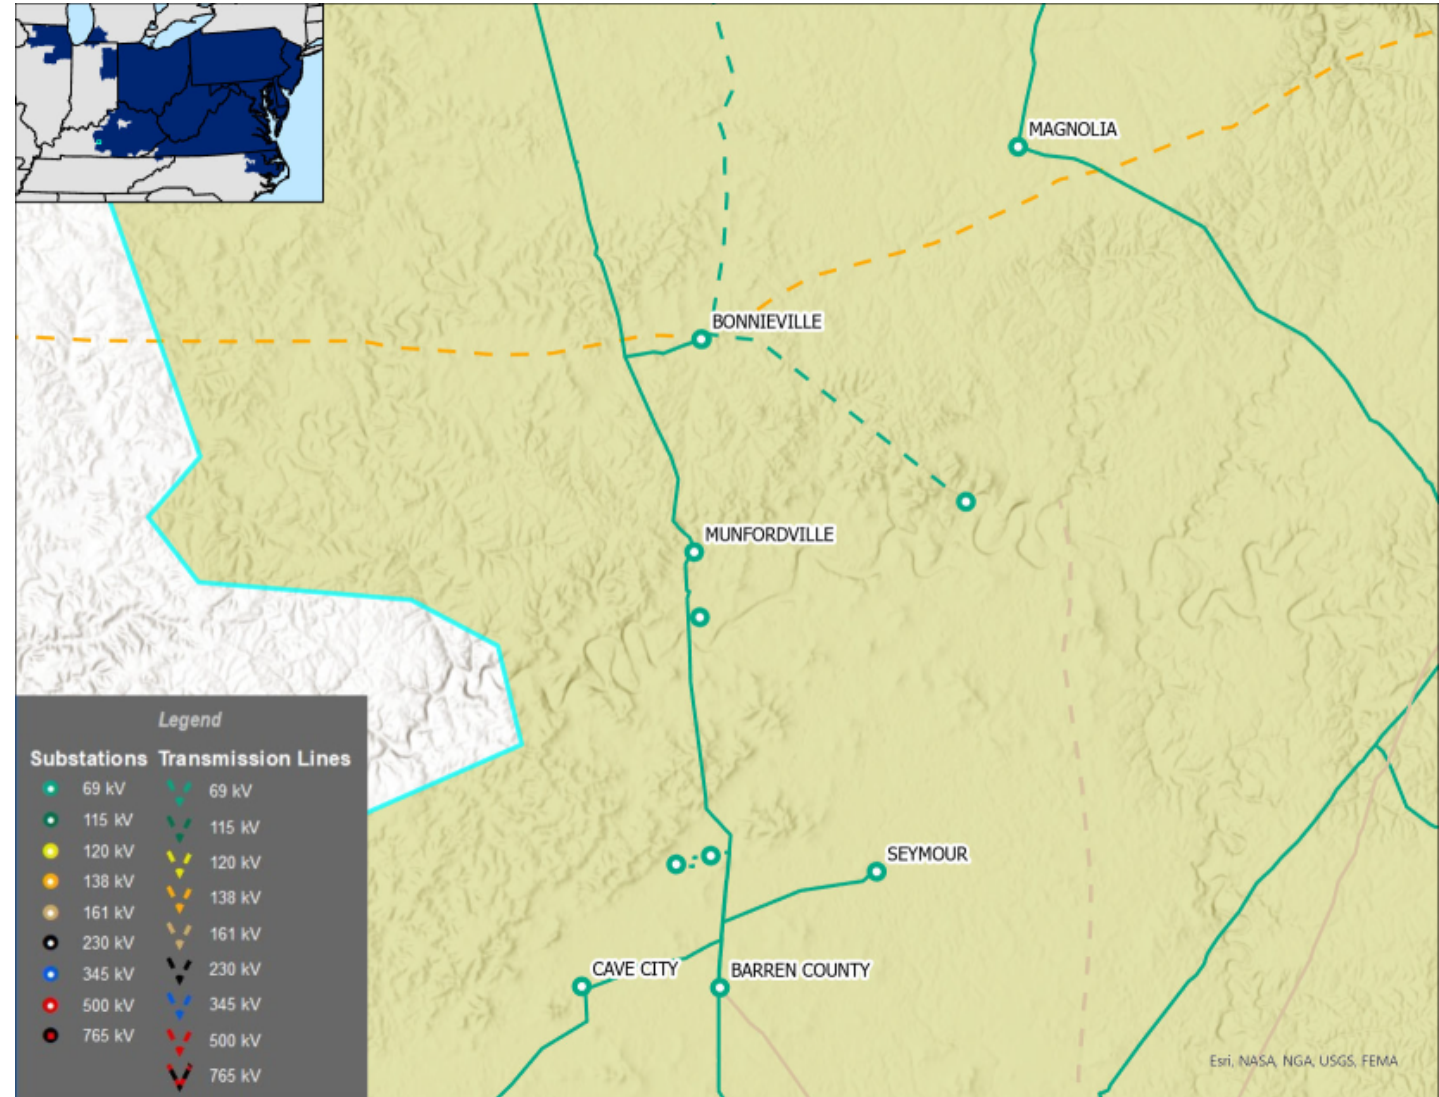 MAGNOLIA
BONNIEVILLE
MUNFORDVILLE
SEYMOUR
CAVE CITY
BARREN COUNTY
Legend
Substations Transmission Lines
69 kV 69 kV
115 kV 115 kV
120 kV 120 kV
138 kV 138 kV
161 kV 161 kV
230 kV 230 kV
345 kV 345 kV
500 kV 500 kV
765 kV 765 kV
Esri, NASA, NGA, USGS, FEMA